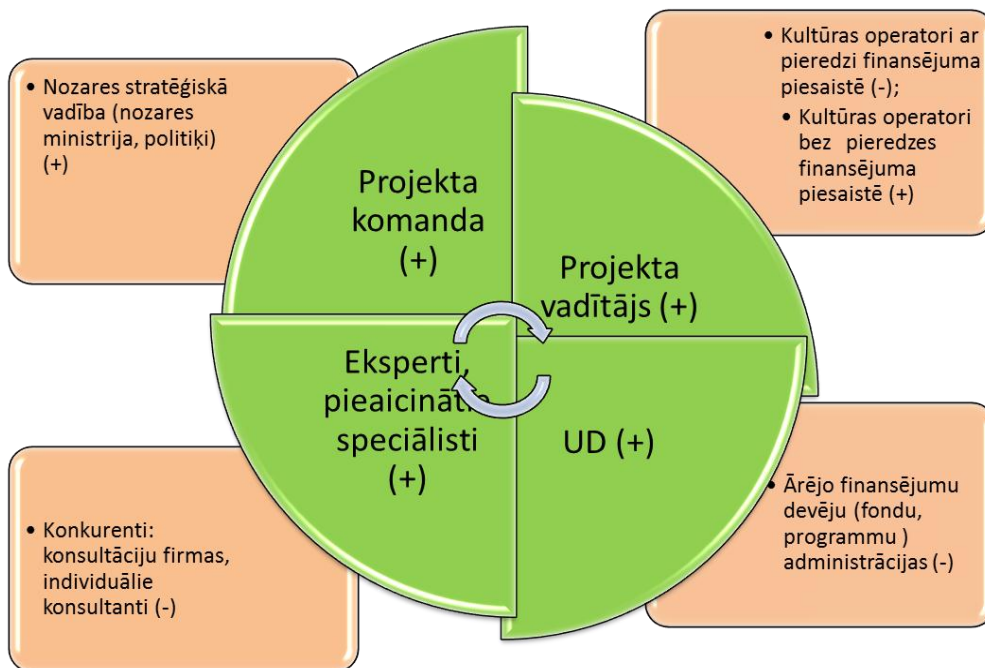 • Nozares stratēģiskā
vadība (nozares
ministrija, politiķi)
(+)
• Kultūras operatori ar
pieredzi finansējuma
piesaistē (-);
• Kultūras operatori
bez pieredzes
finansējuma
piesaistē (+)
Projekta
komanda
(+)
Projekta
vadītājs (+)
Eksperti,
pieaicinātie
speciālisti
(+)
UD (+)
• Konkurenti:
konsultāciju firmas,
individuālie
konsultanti (-)
• Ārējo finansējumu
devēju (fondu,
programmu )
administrācijas (-)